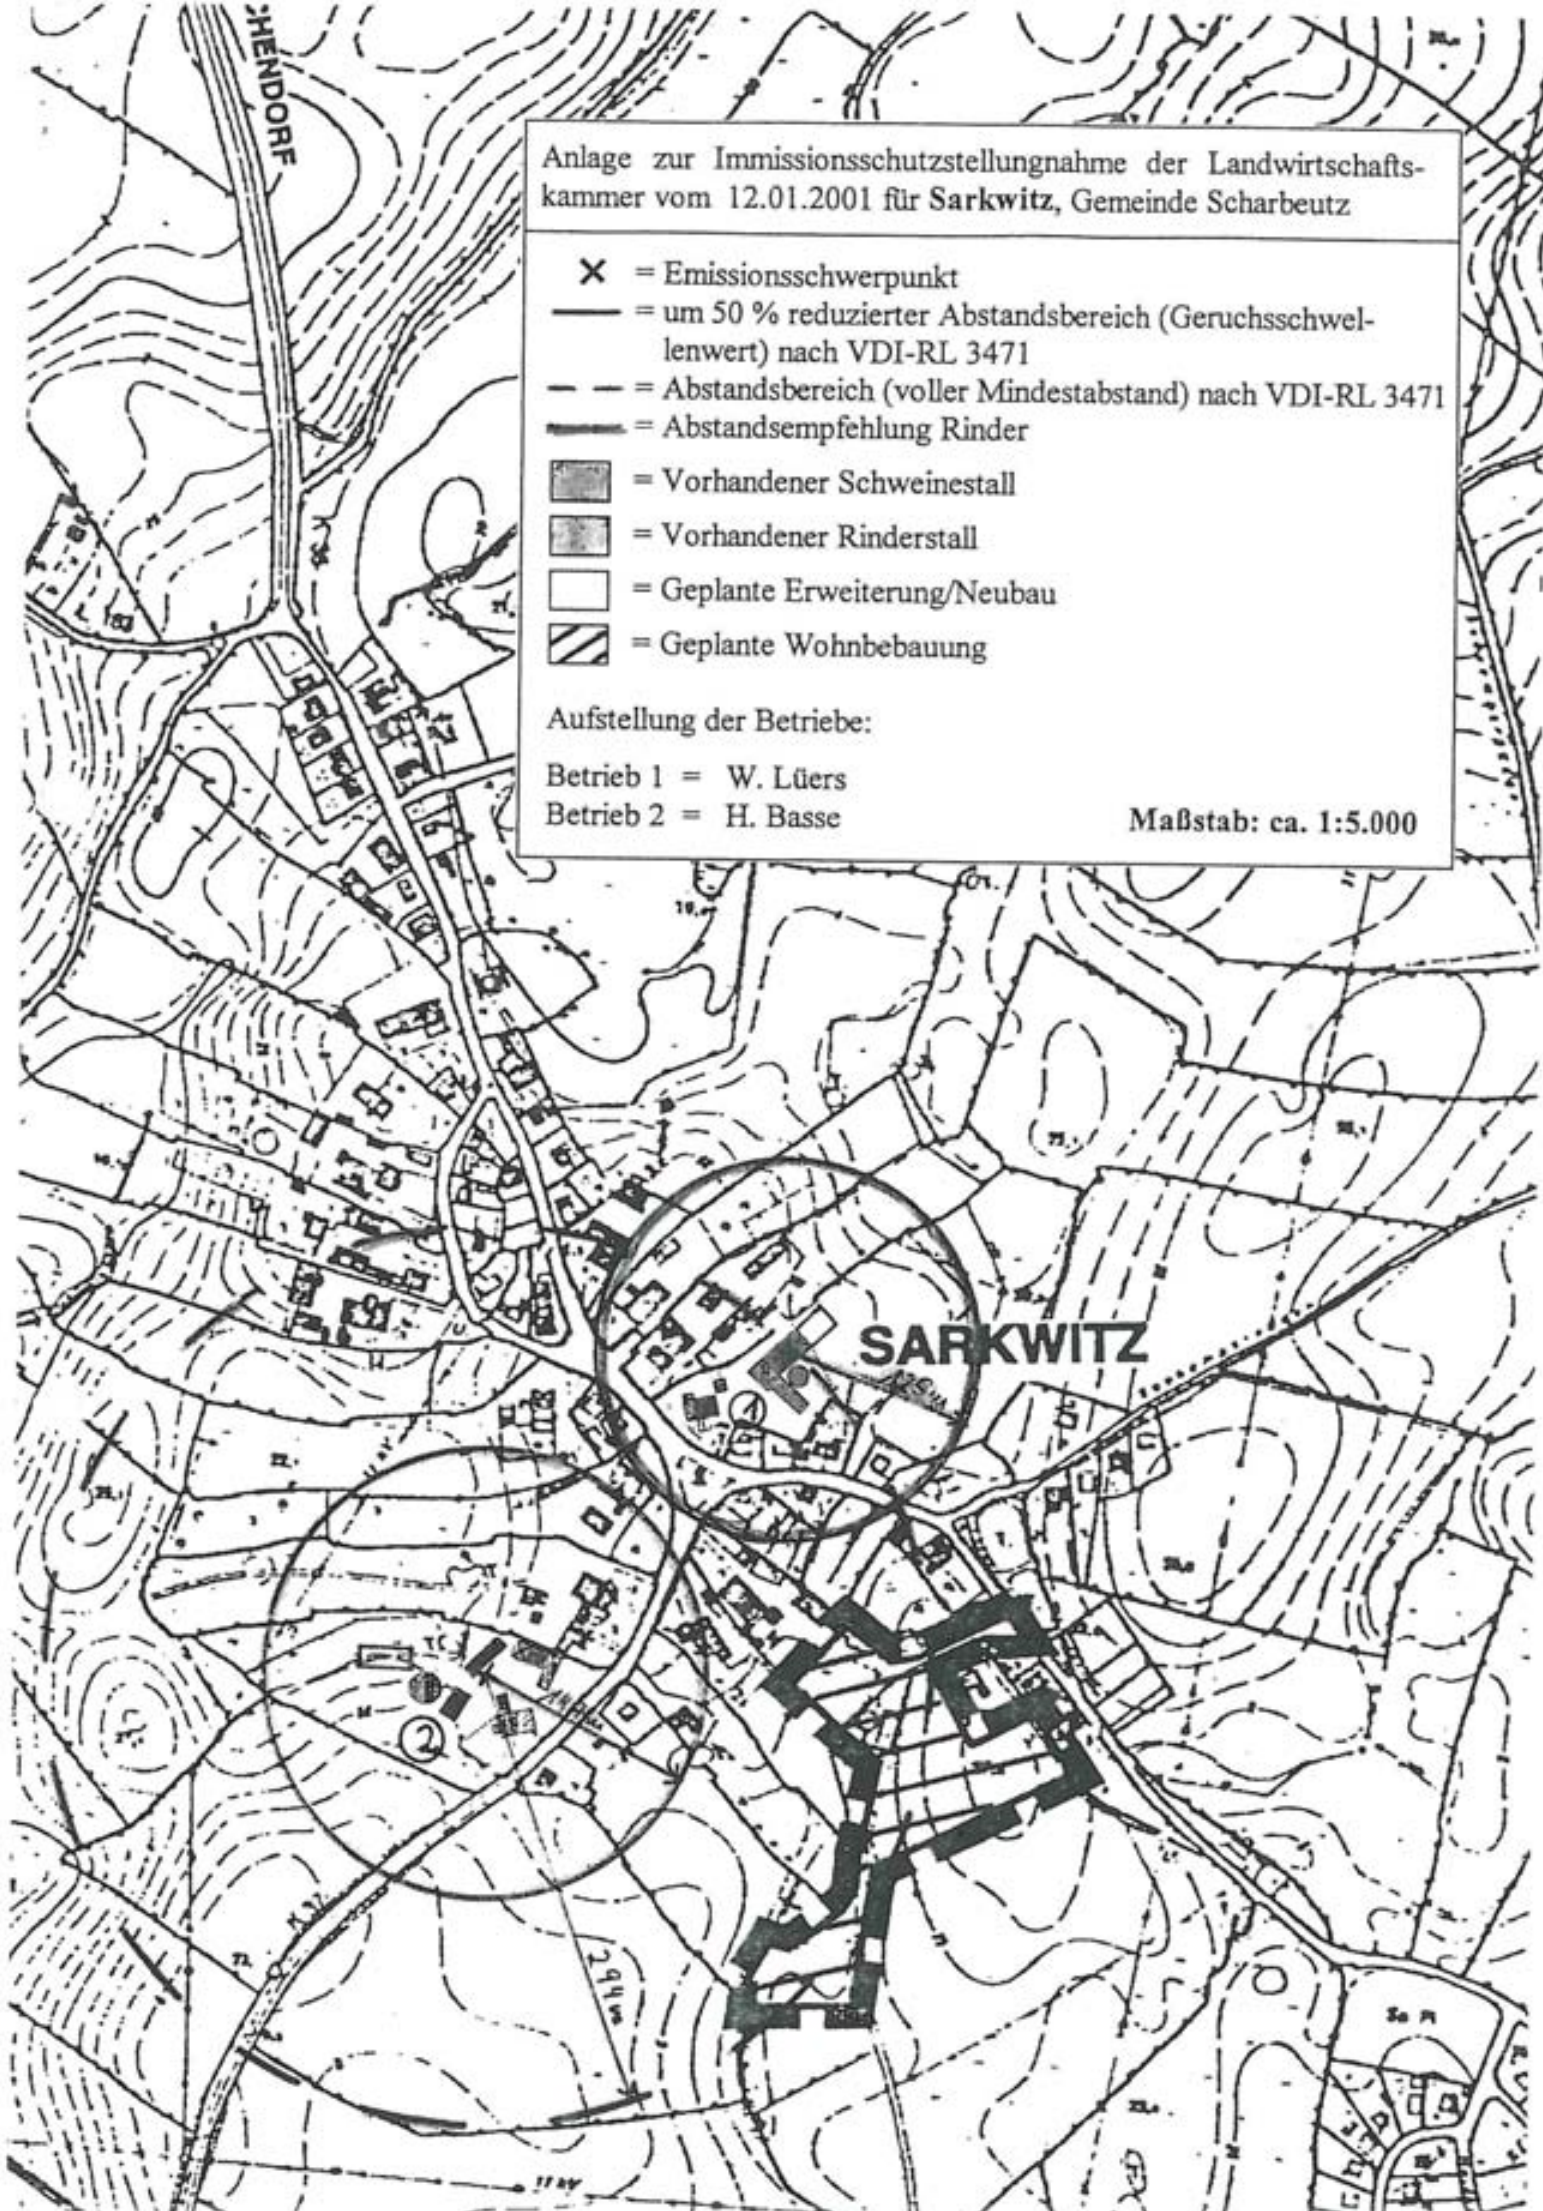 CHENDORF
Anlage zur Immissionsschutzstellungnahme der Landwirtschafts-
kammer vom 12.01.2001 für Sarkwitz, Gemeinde Scharbeutz
X = Emissionsschwerpunkt
= um 50 % reduzierter Abstandsbereich (Geruchsschwel-
lenwert) nach VDI-RL 3471
= Abstandsbereich (voller Mindestabstand) nach VDI-RL 3471
= Abstandsempfehlung Rinder
= Vorhandener Schweinestall
= Vorhandener Rinderstall
= Geplante Erweiterung/Neubau
= Geplante Wohnbebauung
Aufstellung der Betriebe:
Betrieb 1 = W. Lüers
Betrieb 2 = H. Basse
Maßstab: ca. 1:5.000
SARKWITZ
125m
1
2
K 37
294m